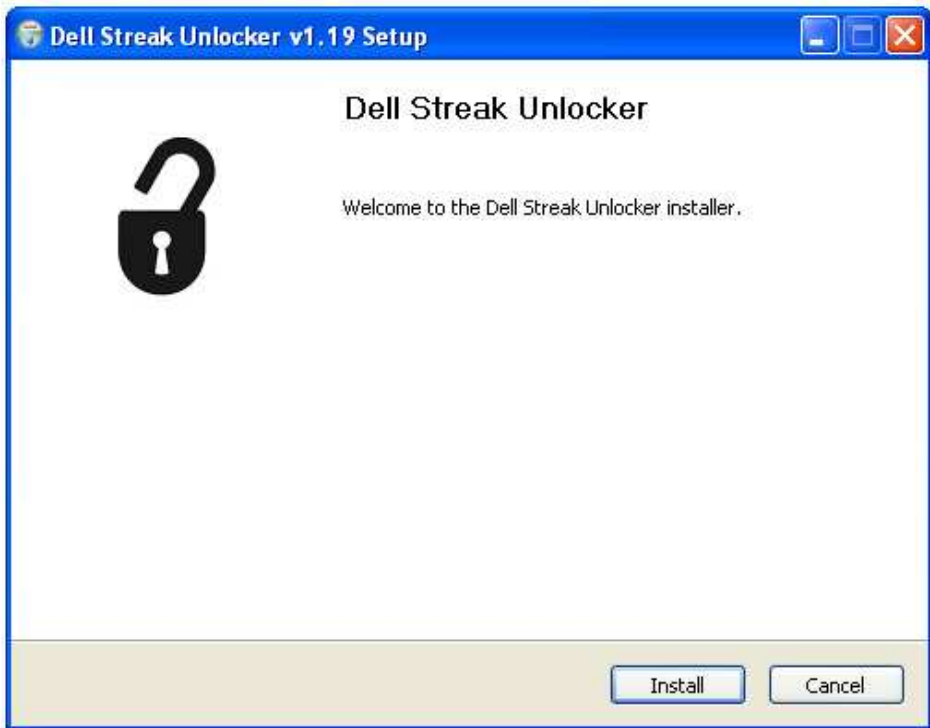 Dell Streak Unlocker v1.19 Setup
Dell Streak Unlocker
Welcome to the Dell Streak Unlocker installer.
Install
Cancel